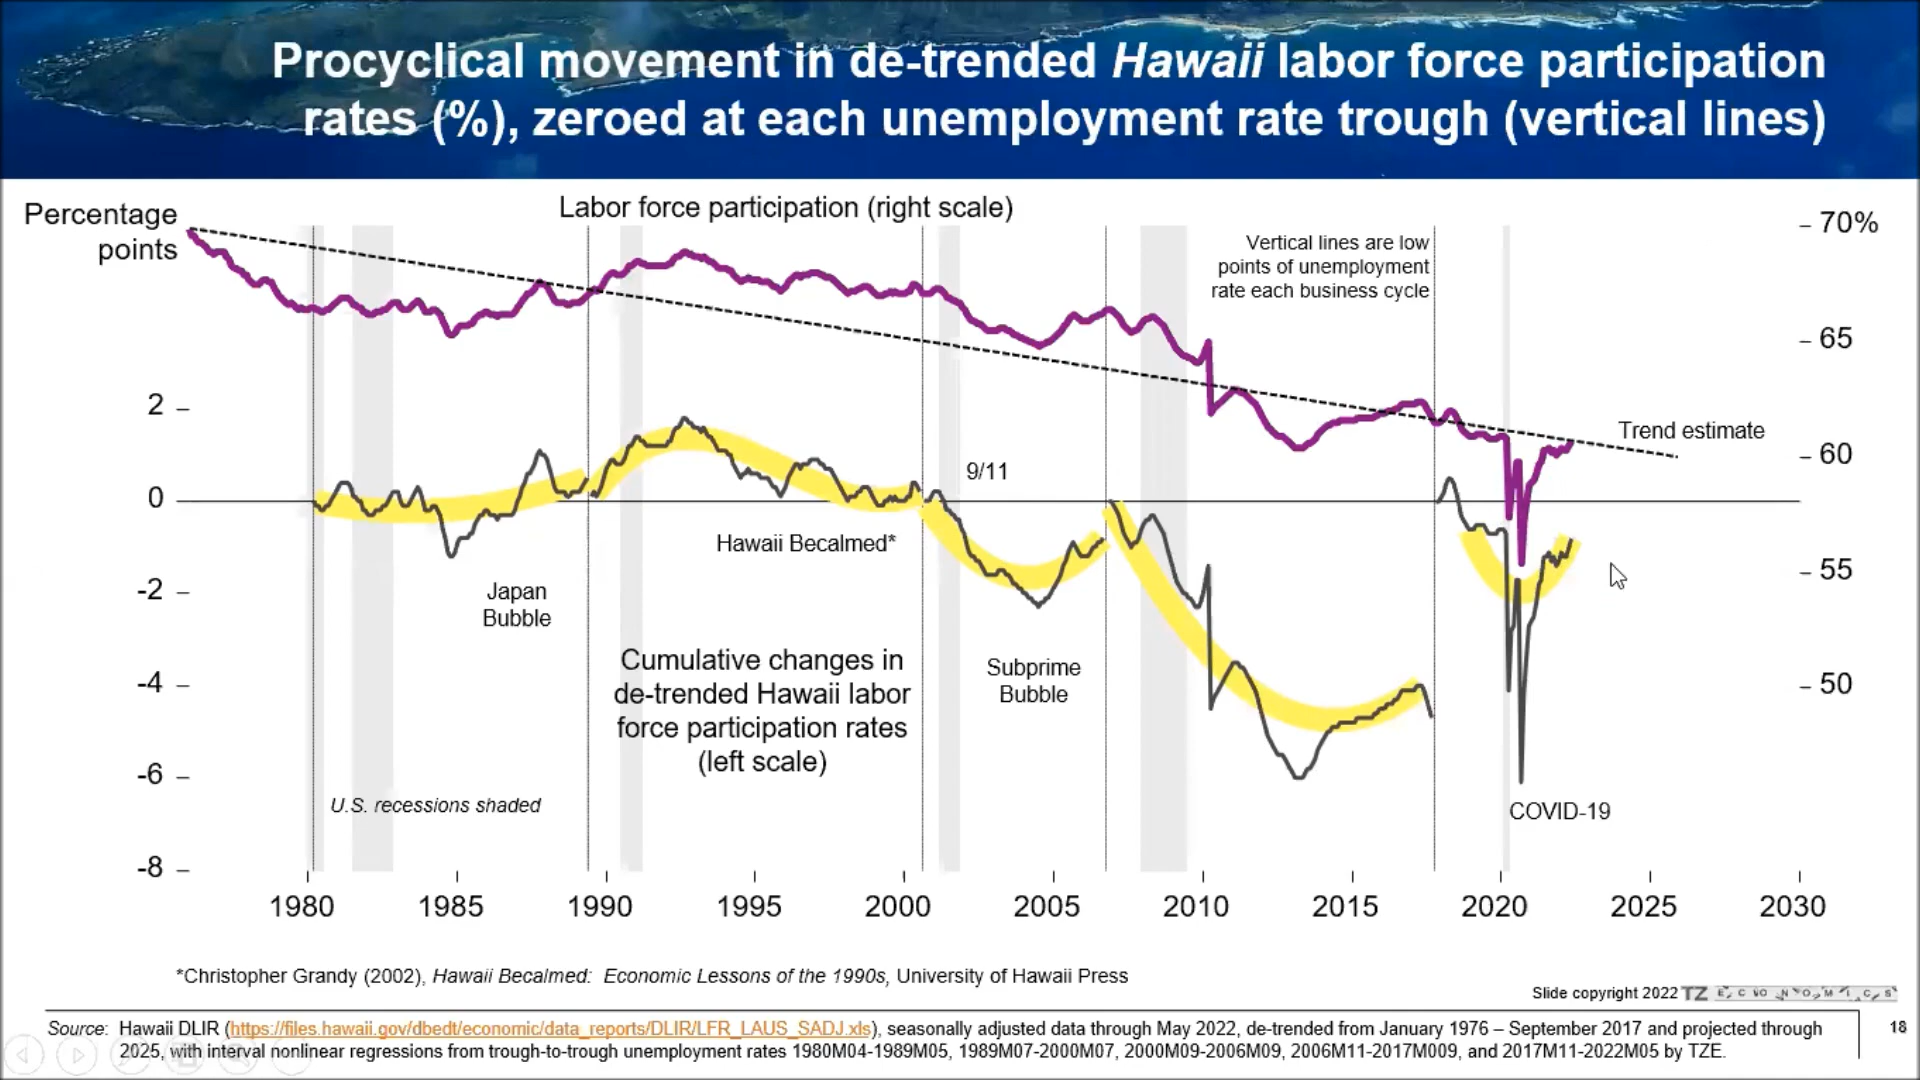 Procyclical movement in de-trended Hawaii labor force participation
rates (%), zeroed at each unemployment rate trough (vertical lines)
Percentage
points
Labor force participation (right scale)
70%
Vertical lines are low
points of unemployment
rate each business cycle
65
2
Trend estimate
60
9/11
0
Hawaii Becalmed*
55
-2
Japan
Bubble
Cumulative changes in
de-trended Hawaii labor
force participation rates
(left scale)
Subprime
Bubble
-4
50
-6
U.S. recessions shaded
COVID-19
-8
1980 1985 1990 1995 2000 2005 2010 2015 2020 2025 2030
*Christopher Grandy (2002), Hawaii Becalmed: Economic Lessons of the 1990s, University of Hawaii Press
Slide copyright 2022 TZ ECONOMICS
Source: Hawaii DLIR (https://files.hawaii.gov/dbedt/economic/data_reports/DLIR/LFR_LAUS_SADJ.xls), seasonally adjusted data through May 2022, de-trended from January 1976 – September 2017 and projected through
2025, with interval nonlinear regressions from trough-to-trough unemployment rates 1980M04-1989M05, 1989M07-2000M07, 2000M09-2006M09, 2006M11-2017M009, and 2017M11-2022M05 by TZE.
18